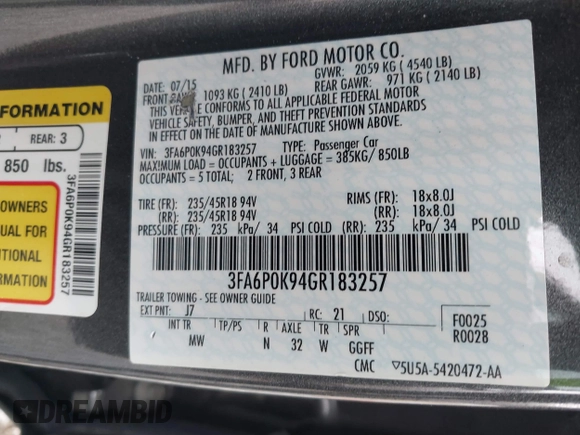 MFD. BY FORD MOTOR CO.
DATE: 07/15 GVWR: 2059 KG ( 4540 LB)
FRONT 1093 KG ( 2410 LB) REAR GAWR: 971 KG ( 2140 LB)
THIS VEHICLE CONFORMS TO ALL APPLICABLE FEDERAL MOTOR
VEHICLE SAFETY, BUMPER, AND THEFT PREVENTION STANDARDS
IN EFFECT ON THE DATE OF MANUFACTURE SHOWN ABOVE.
VIN: 3FA6P0K94GR183257 TYPE: Passenger Car
MAXIMUM LOAD = OCCUPANTS + LUGGAGE = 385KG/ 850LB
OCCUPANTS = 5 TOTAL; 2 FRONT, 3 REAR
TIRE (FR): 235/45R18 94V RIMS (FR): 18x8.0J
(RR): 235/45R18 94V (RR): 18x8.0J
PRESSURE (FR): 235 kPa/ 34 PSI COLD (RR): 235 kPa/ 34 PSI COLD
3FA6P0K94GR183257
TRAILER TOWING - SEE OWNER GUIDE
EXT PNT: J7 RC: 21 DSO: F0025
R0028
INT TR TP/PS R AXLE TR SPR
MW N 32 W GGFF
CMC 5U5A-5420472-AA
FORMATION
REAR: 3
850 lbs.
OWNERS
UAL FOR
ITIONAL
MATION
3FA6P0K94GR183257
DREAMBID